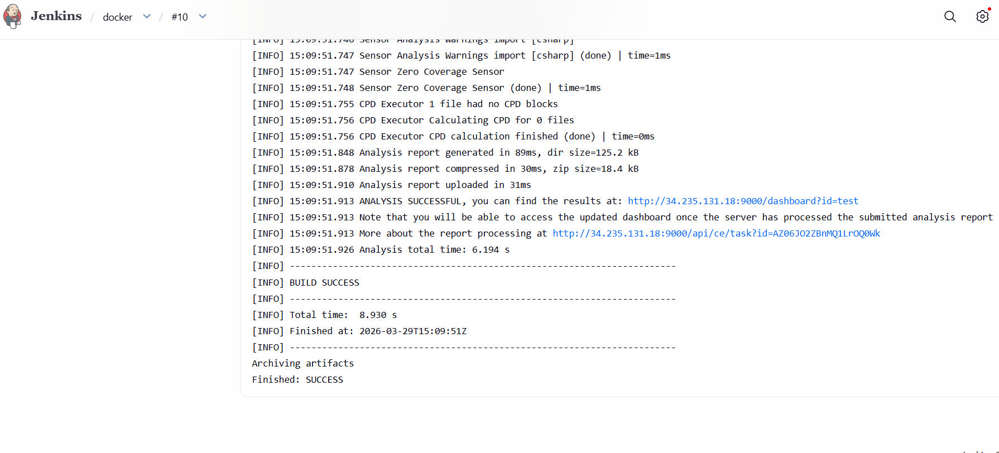 Jenkins / docker / #10
[INFO] 15:09:51.746 Sensor Analysis Warnings import [csharp]
[INFO] 15:09:51.747 Sensor Analysis Warnings import [csharp] (done) | time=1ms
[INFO] 15:09:51.747 Sensor Zero Coverage Sensor
[INFO] 15:09:51.748 Sensor Zero Coverage Sensor (done) | time=1ms
[INFO] 15:09:51.755 CPD Executor 1 file had no CPD blocks
[INFO] 15:09:51.756 CPD Executor Calculating CPD for 0 files
[INFO] 15:09:51.756 CPD Executor CPD calculation finished (done) | time=0ms
[INFO] 15:09:51.848 Analysis report generated in 89ms, dir size=125.2 kB
[INFO] 15:09:51.878 Analysis report compressed in 30ms, zip size=18.4 kB
[INFO] 15:09:51.910 Analysis report uploaded in 31ms
[INFO] 15:09:51.913 ANALYSIS SUCCESSFUL, you can find the results at: http://34.235.131.18:9000/dashboard?id=test
[INFO] 15:09:51.913 Note that you will be able to access the updated dashboard once the server has processed the submitted analysis report
[INFO] 15:09:51.913 More about the report processing at http://34.235.131.18:9000/api/ce/task?id=AZ06JO2ZBnMQ1LrOQ0Wk
[INFO] 15:09:51.926 Analysis total time: 6.194 s
[INFO] ------------------------------------------------------------------------
[INFO] BUILD SUCCESS
[INFO] ------------------------------------------------------------------------
[INFO] Total time:  8.930 s
[INFO] Finished at: 2026-03-29T15:09:51Z
[INFO] ------------------------------------------------------------------------
Archiving artifacts
Finished: SUCCESS